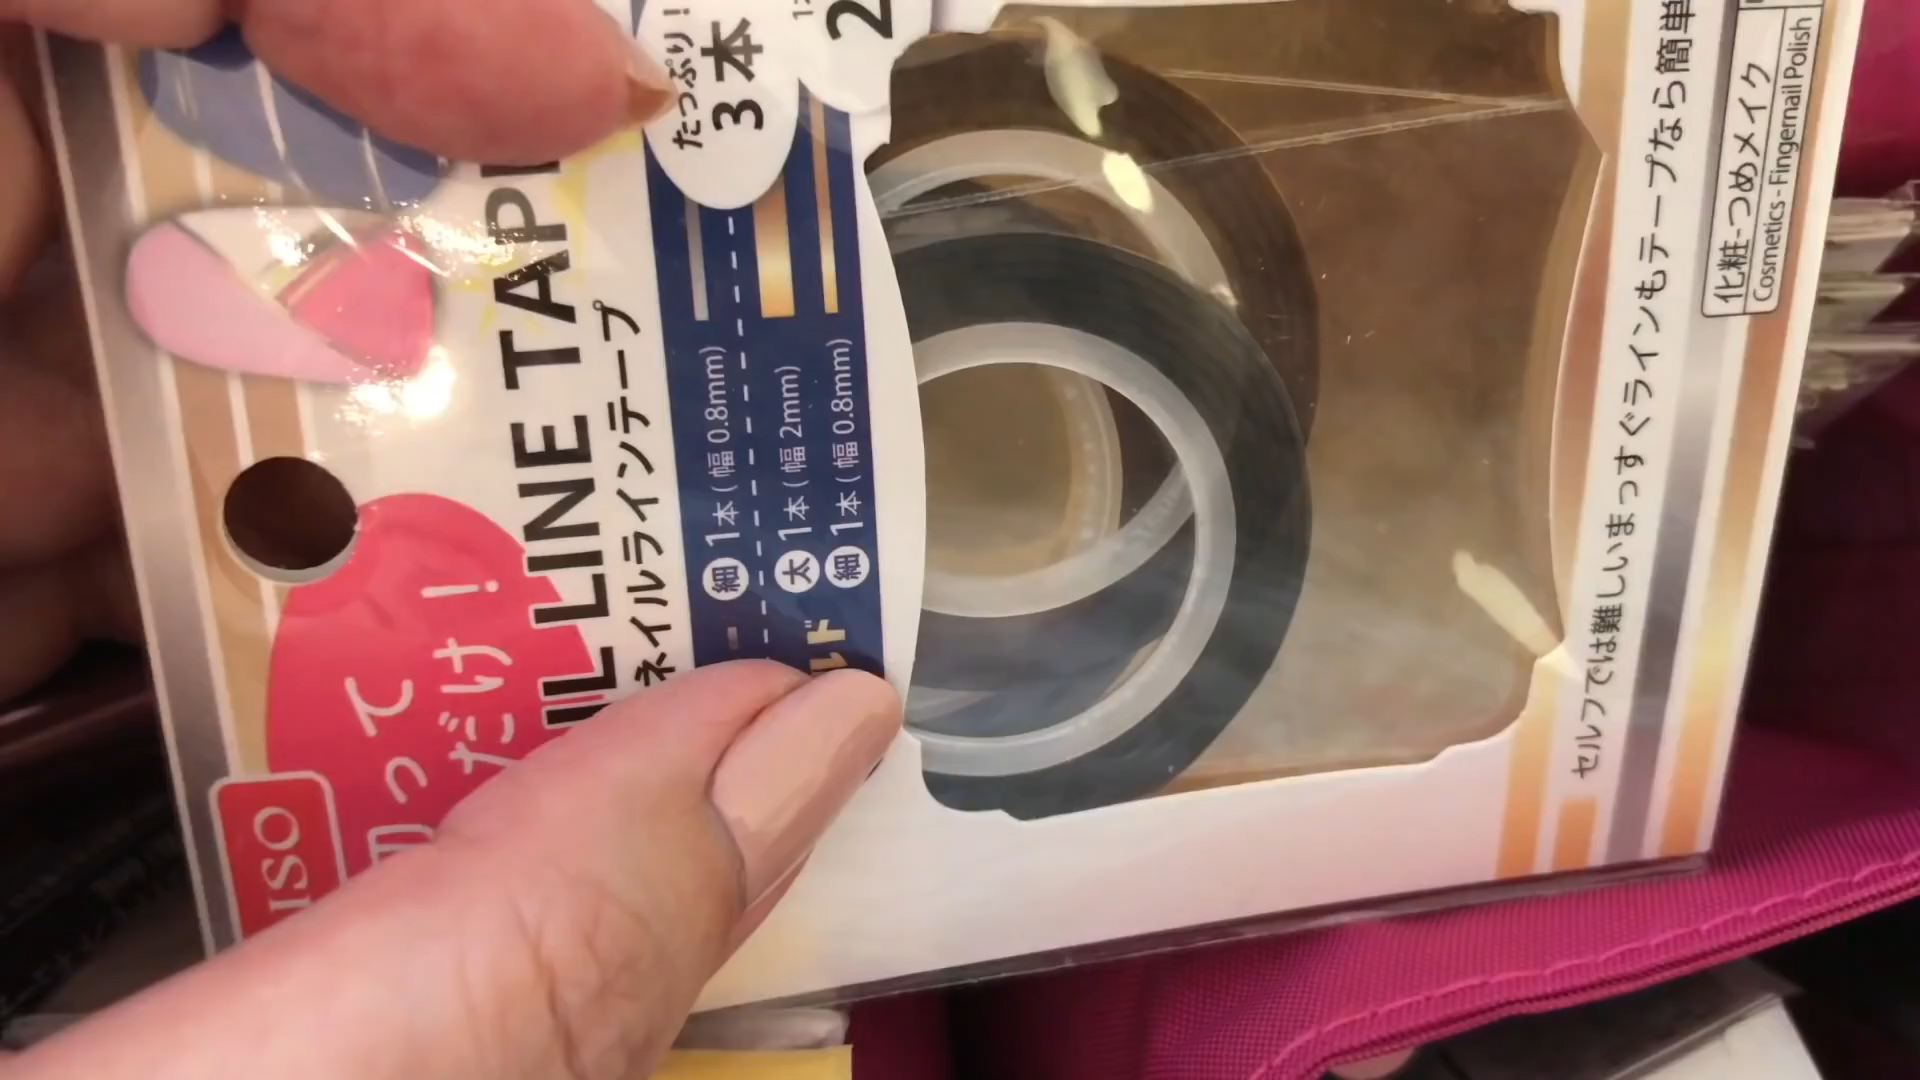 たっぷり!
3本
2
って
だけ!
ISO
IL LINE TAP
ネイルラインテープ
細 1本(幅 0.8mm)
太 1本(幅 2mm)
ルド 細 1本(幅 0.8mm)
セルフでは難しいまっすぐラインもテープなら簡単
化粧-つめメイク
Cosmetics - Fingernail Polish